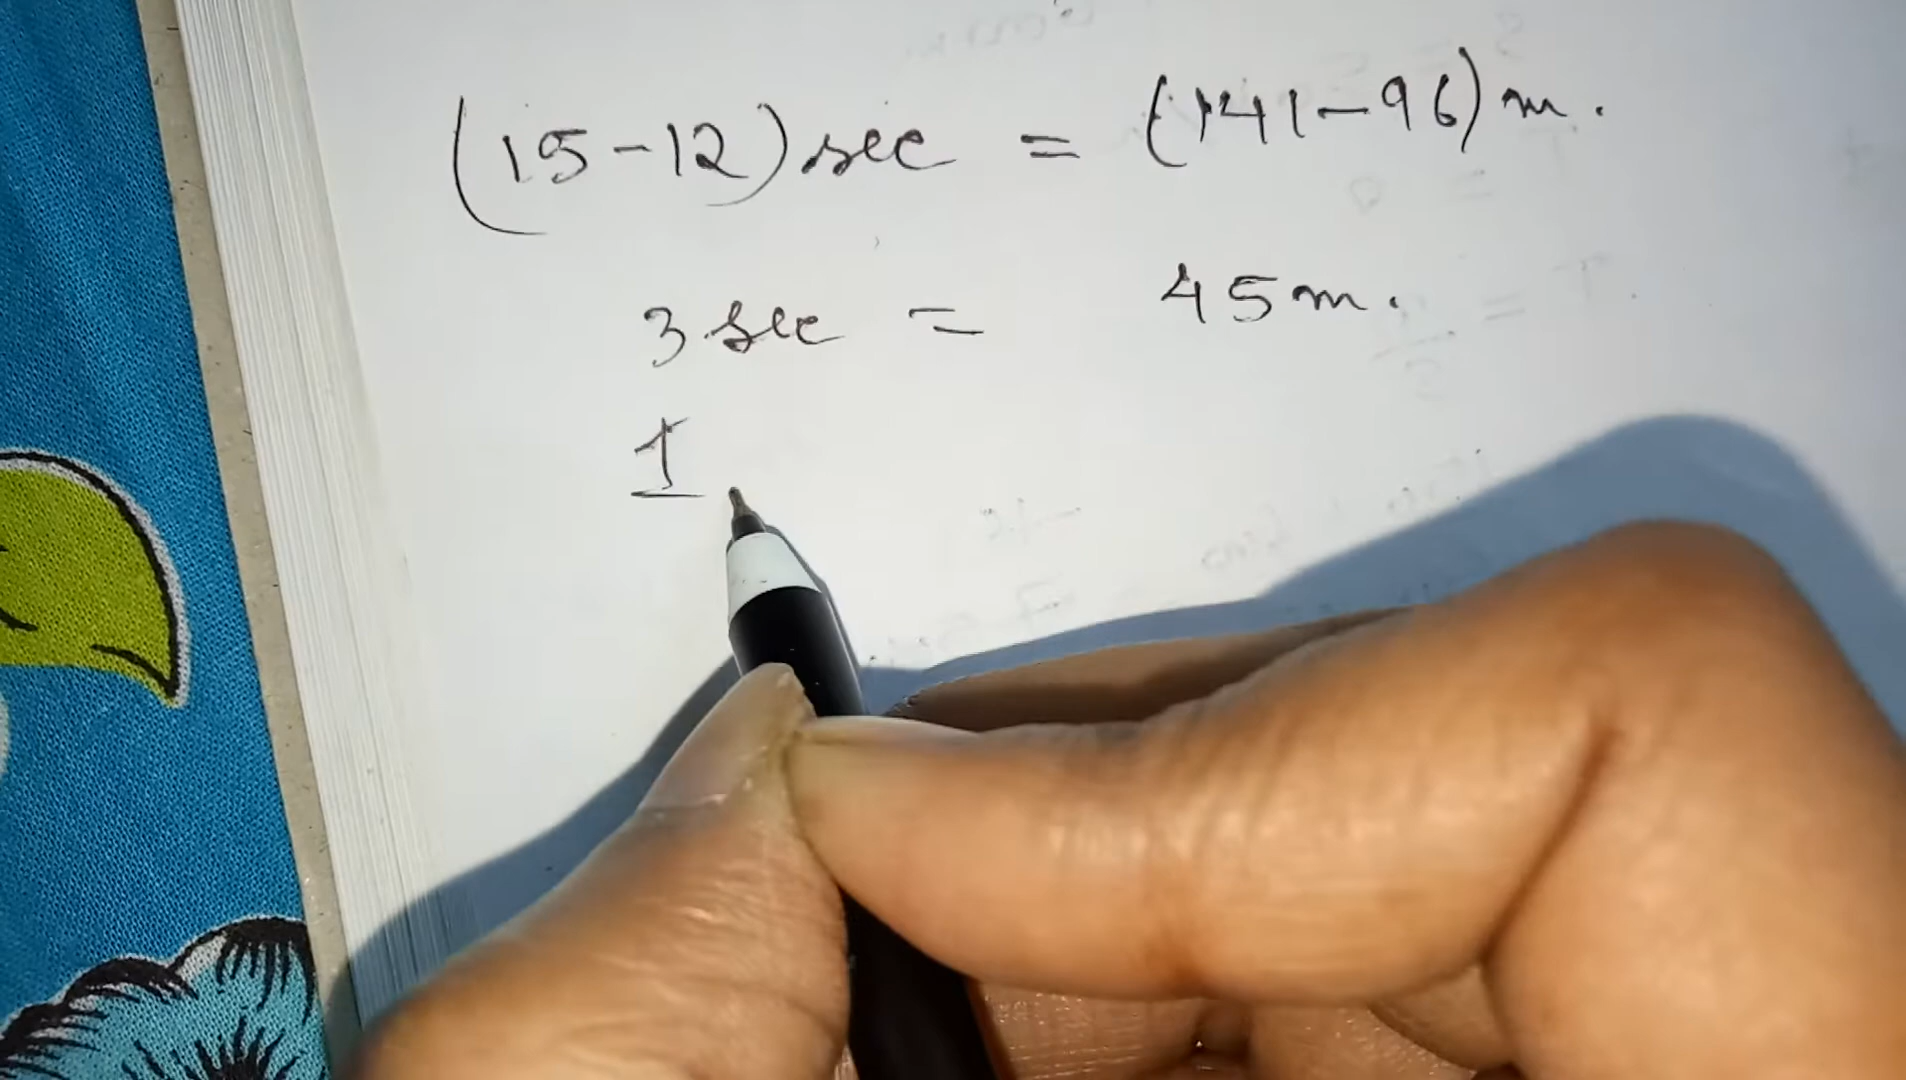 (15-12) sec = (141-96) m.
3 sec = 45 m.
1